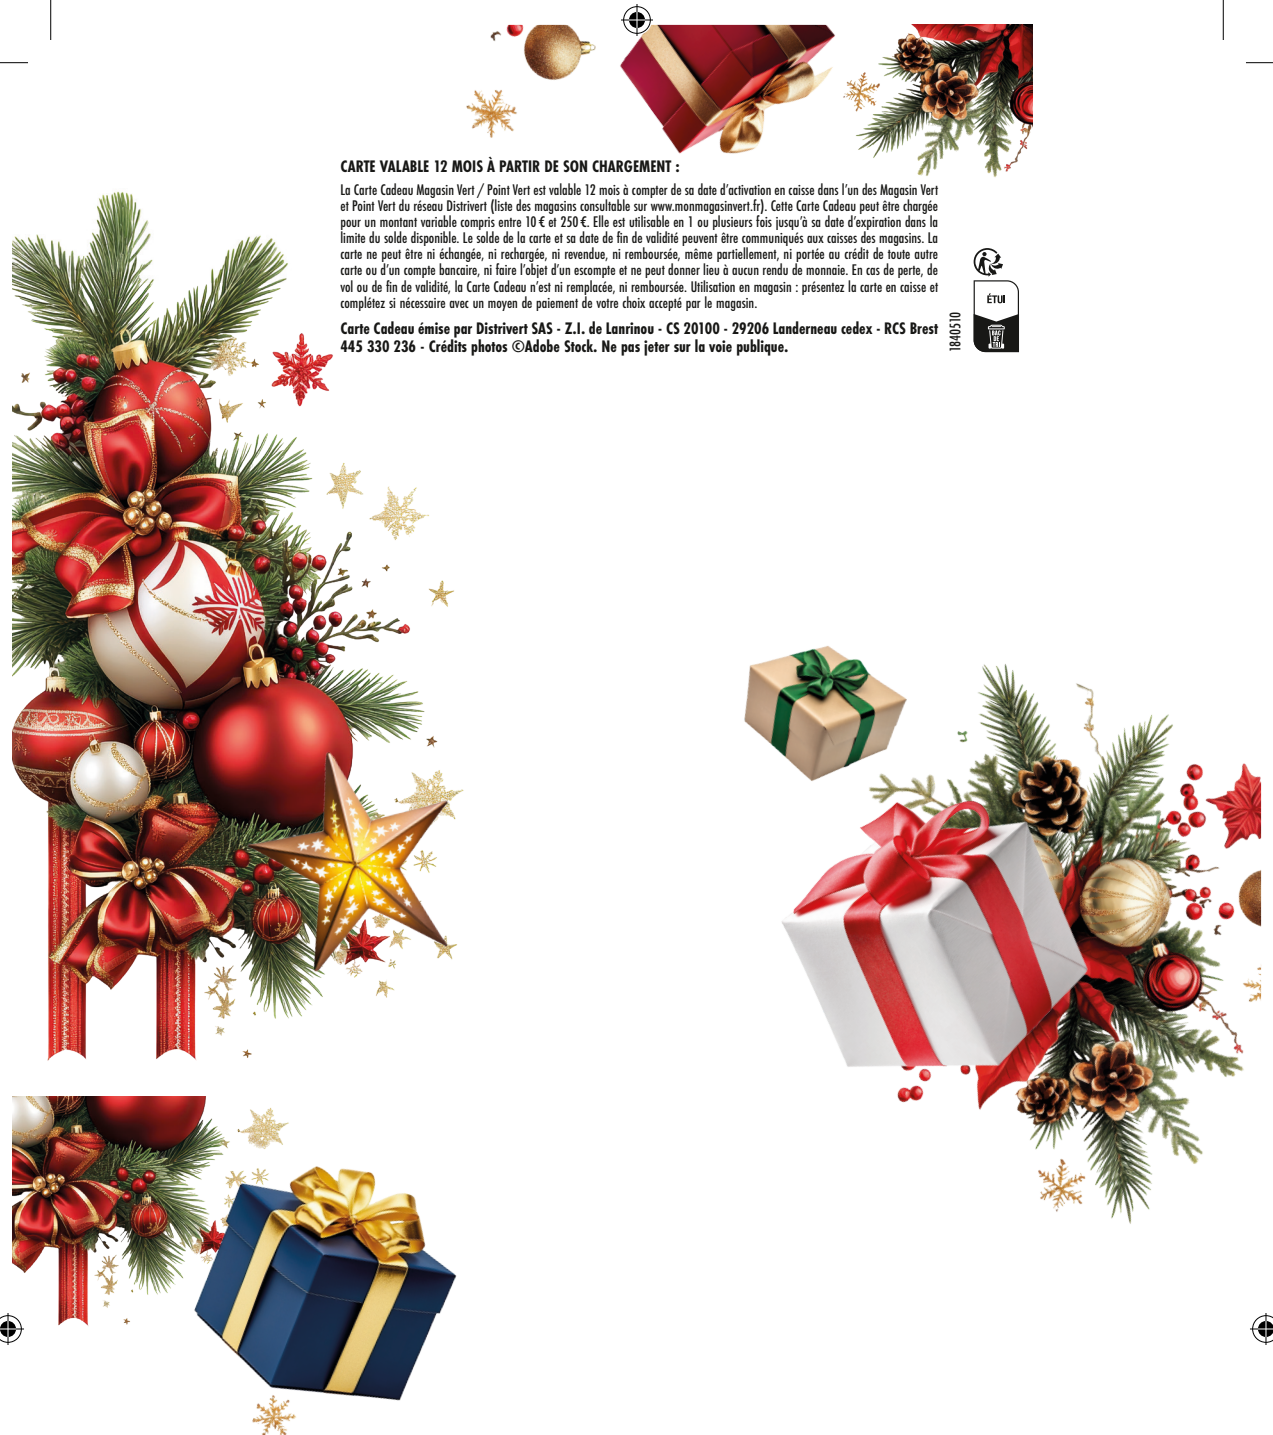 CARTE VALABLE 12 MOIS À PARTIR DE SON CHARGEMENT :
La Carte Cadeau Magasin Vert / Point Vert est valable 12 mois à compter de sa date d'activation en caisse dans l'un des Magasin Vert
et Point Vert du réseau Distrivert (liste des magasins consultable sur www.monmagasinvert.fr). Cette Carte Cadeau peut être chargée
pour un montant variable compris entre 10 € et 250 €. Elle est utilisable en 1 ou plusieurs fois jusqu'à sa date d'expiration dans la
limite du solde disponible. Le solde de la carte et sa date de fin de validité peuvent être communiqués aux caisses des magasins. La
carte ne peut être ni échangée, ni rechargée, ni revendue, ni remboursée, même partiellement, ni portée au crédit de toute autre
carte ou d'un compte bancaire, ni faire l'objet d'un escompte et ne peut donner lieu à aucun rendu de monnaie. En cas de perte, de
vol ou de fin de validité, la Carte Cadeau n'est ni remplacée, ni remboursée. Utilisation en magasin : présentez la carte en caisse et
complétez si nécessaire avec un moyen de paiement de votre choix accepté par le magasin.
Carte Cadeau émise par Distrivert SAS - Z.I. de Lanrinou - CS 20100 - 29206 Landerneau cedex - RCS Brest
445 330 236 - Crédits photos ©Adobe Stock. Ne pas jeter sur la voie publique.
1840510
ÉTUI
BAC
DE
TRI